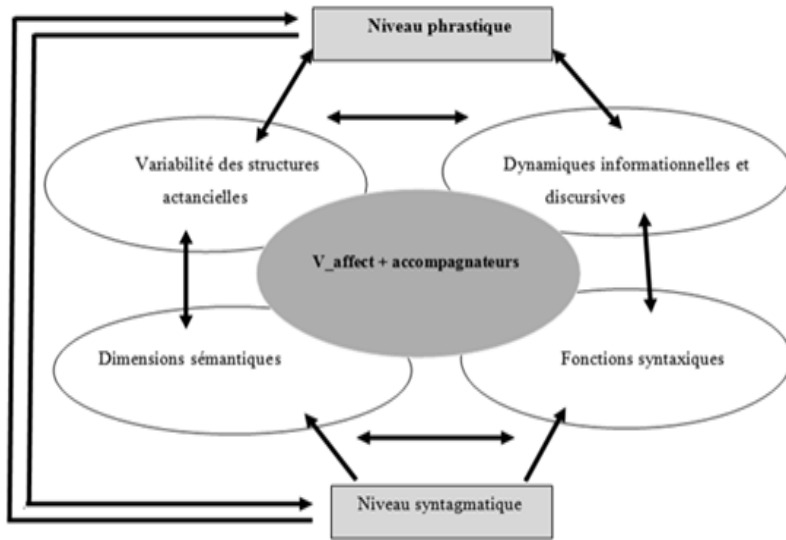 Niveau phrastique
Variabilité des structures
actancielles
Dynamiques informationnelles et
discursives
V_affect + accompagnateurs
Dimensions sémantiques
Fonctions syntaxiques
Niveau syntagmatique